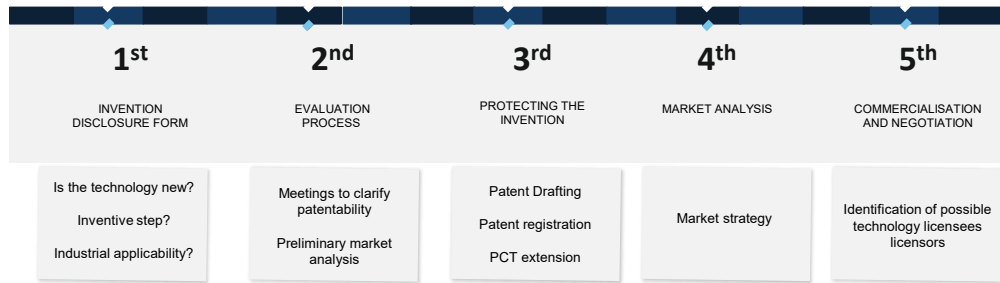 1st
INVENTION
DISCLOSURE FORM
2nd
EVALUATION
PROCESS
3rd
PROTECTING THE
INVENTION
4th
MARKET ANALYSIS
5th
COMMERCIALISATION
AND NEGOTIATION
Is the technology new?
Inventive step?
Industrial applicability?
Meetings to clarify
patentability
Preliminary market
analysis
Patent Drafting
Patent registration
PCT extension
Market strategy
Identification of possible
technology licensees
licensors